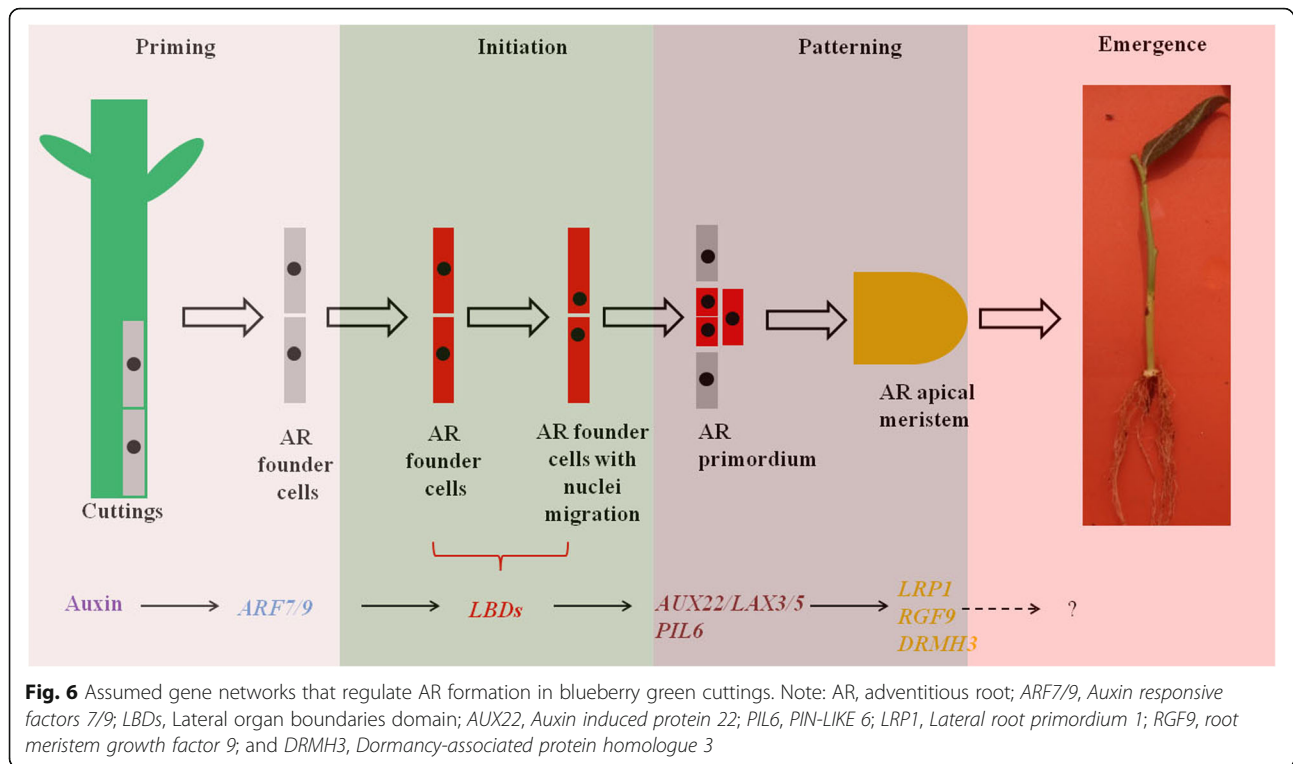 Priming
Initiation
Patterning
Emergence
Cuttings
AR
founder
cells
AR
founder
cells
AR founder
cells with
nuclei
migration
AR
primordium
AR apical
meristem
Auxin
ARF7/9
LBDs
AUX22/LAX3/5
PIL6
LRP1
RGF9
DRMH3
?
Fig. 6 Assumed gene networks that regulate AR formation in blueberry green cuttings. Note: AR, adventitious root; ARF7/9, Auxin responsive
factors 7/9; LBDs, Lateral organ boundaries domain; AUX22, Auxin induced protein 22; PIL6, PIN-LIKE 6; LRP1, Lateral root primordium 1; RGF9, root
meristem growth factor 9; and DRMH3, Dormancy-associated protein homologue 3